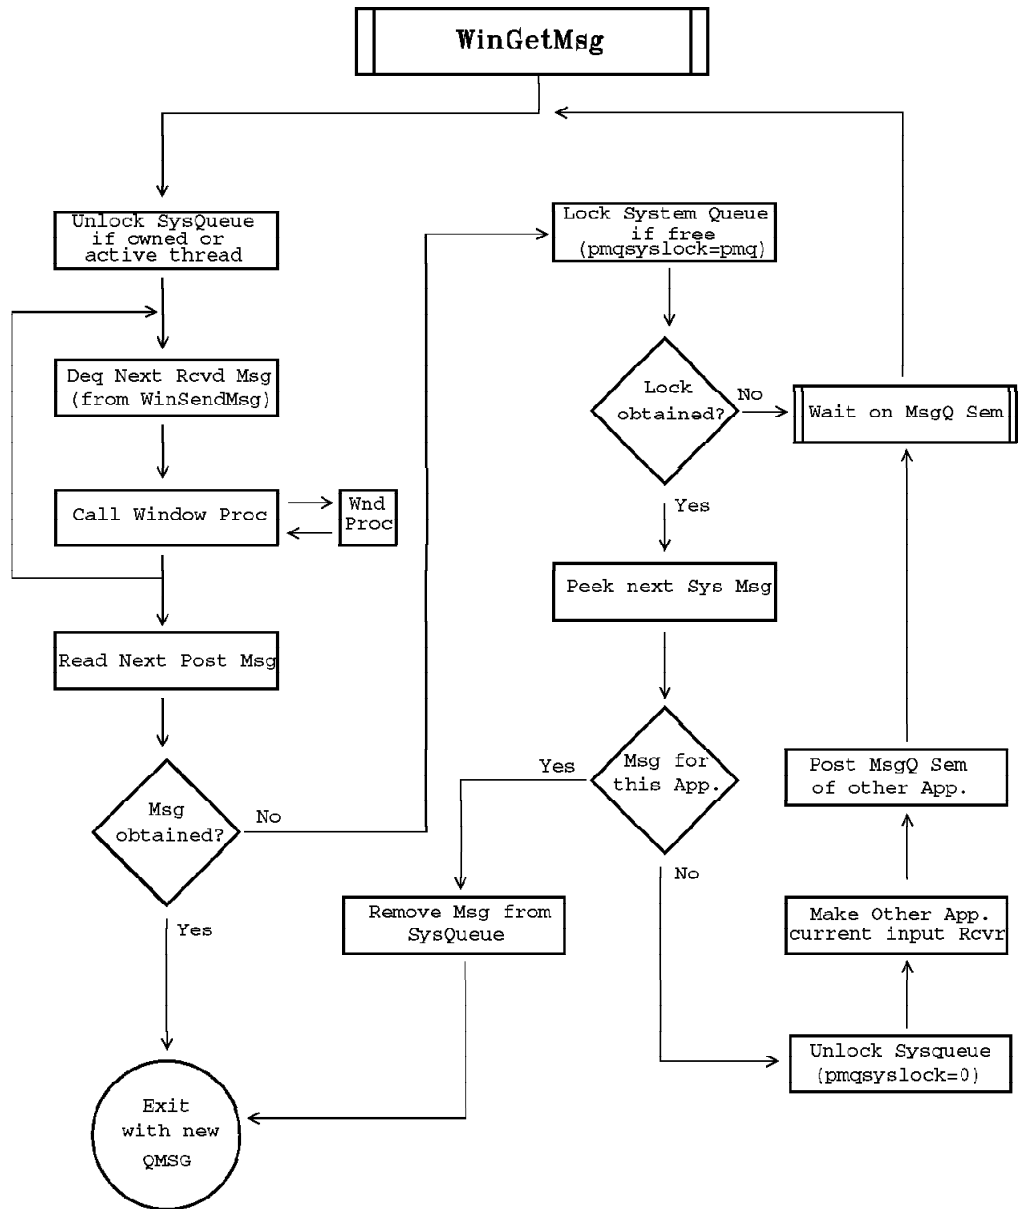 WinGetMsg
Unlock SysQueue
if owned or
active thread
Deq Next Rcvd Msg
(from WinSendMsg)
Call Window Proc
Wnd
Proc
Read Next Post Msg
Msg
obtained?
No
Yes
Exit
with new
QMSG
Lock System Queue
if free
(pmqsyslock=pmq)
Lock
obtained?
No
Yes
Wait on MsgQ Sem
Peek next Sys Msg
Msg for
this App.
Yes
No
Remove Msg from
SysQueue
Post MsgQ Sem
of other App.
Make Other App.
current input Rcvr
Unlock Sysqueue
(pmqsyslock=0)